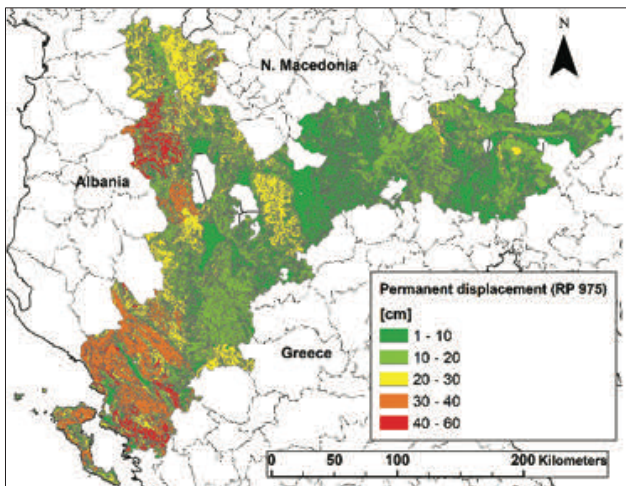 N
N. Macedonia
Albania
Greece
Permanent displacement (RP 975)
[cm]
1 - 10
10 - 20
20 - 30
30 - 40
40 - 60
0 50 100 200 Kilometers